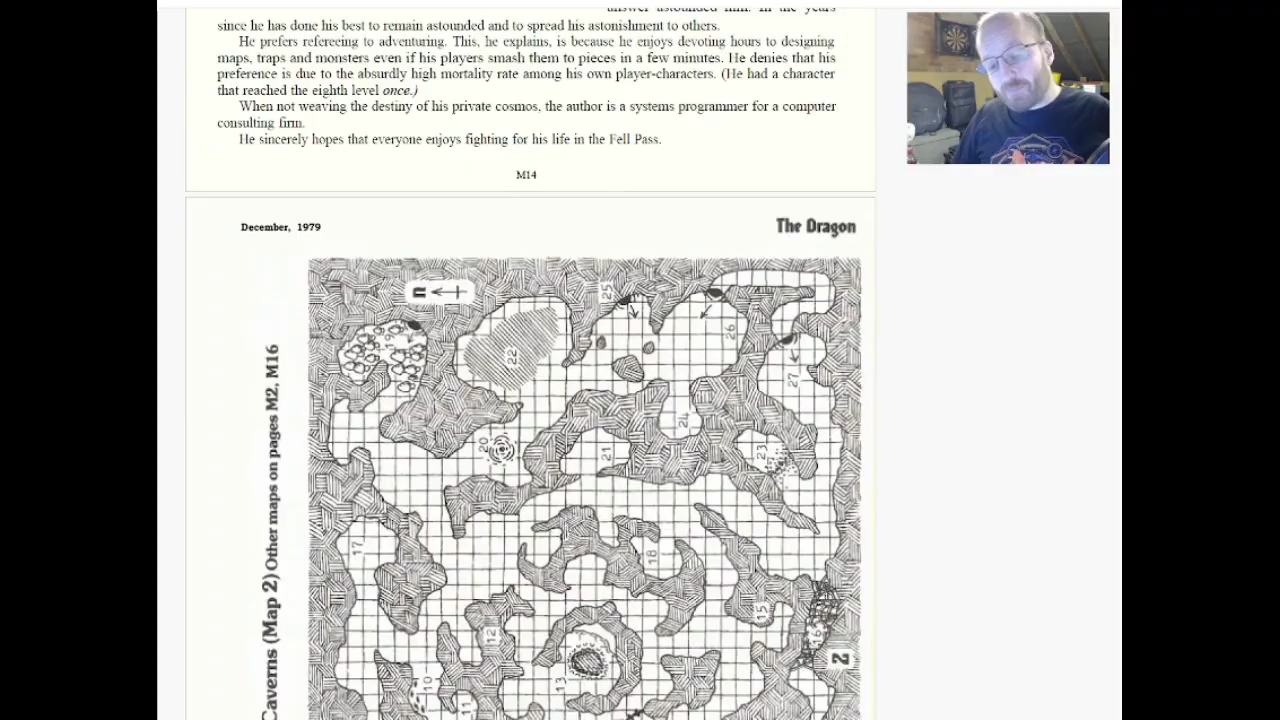 answer astounded him. In the years
since he has done his best to remain astounded and to spread his astonishment to others.
He prefers refereeing to adventuring. This, he explains, is because he enjoys devoting hours to designing
maps, traps and monsters even if his players smash them to pieces in a few minutes. He denies that his
preference is due to the absurdly high mortality rate among his own player-characters. (He had a character
that reached the eighth level once.)
When not weaving the destiny of his private cosmos, the author is a systems programmer for a computer
consulting firm.
He sincerely hopes that everyone enjoys fighting for his life in the Fell Pass.
M14
December, 1979
The Dragon
Caverns (Map 2) Other maps on pages M2, M16
n
25
19
22
26
27
24
20
21
23
17
18
15
12
16
2
13
10
11